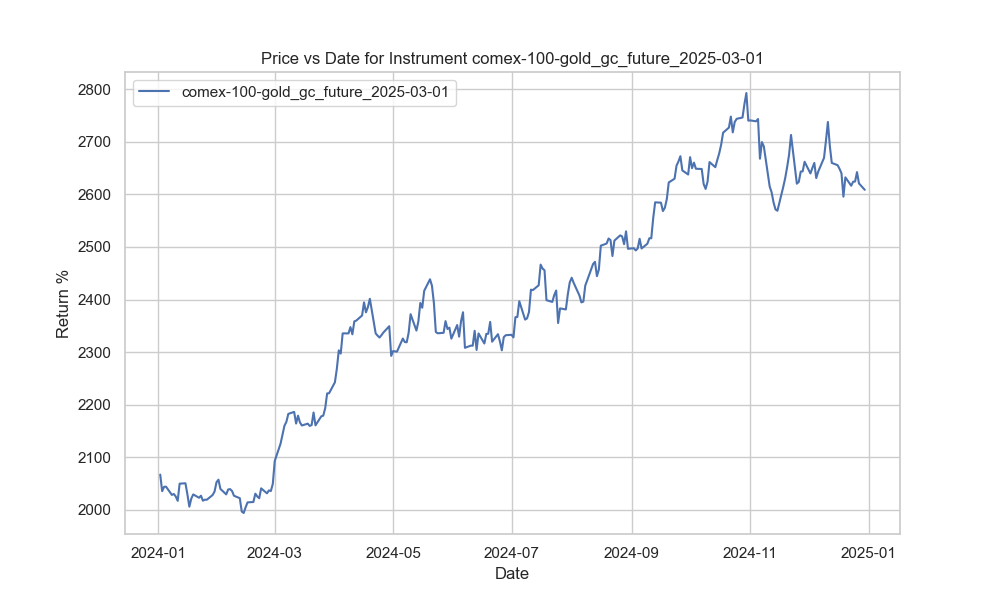 Price vs Date for Instrument comex-100-gold_gc_future_2025-03-01
comex-100-gold_gc_future_2025-03-01
Return %
2800
2700
2600
2500
2400
2300
2200
2100
2000
2024-01 2024-03 2024-05 2024-07 2024-09 2024-11 2025-01
Date